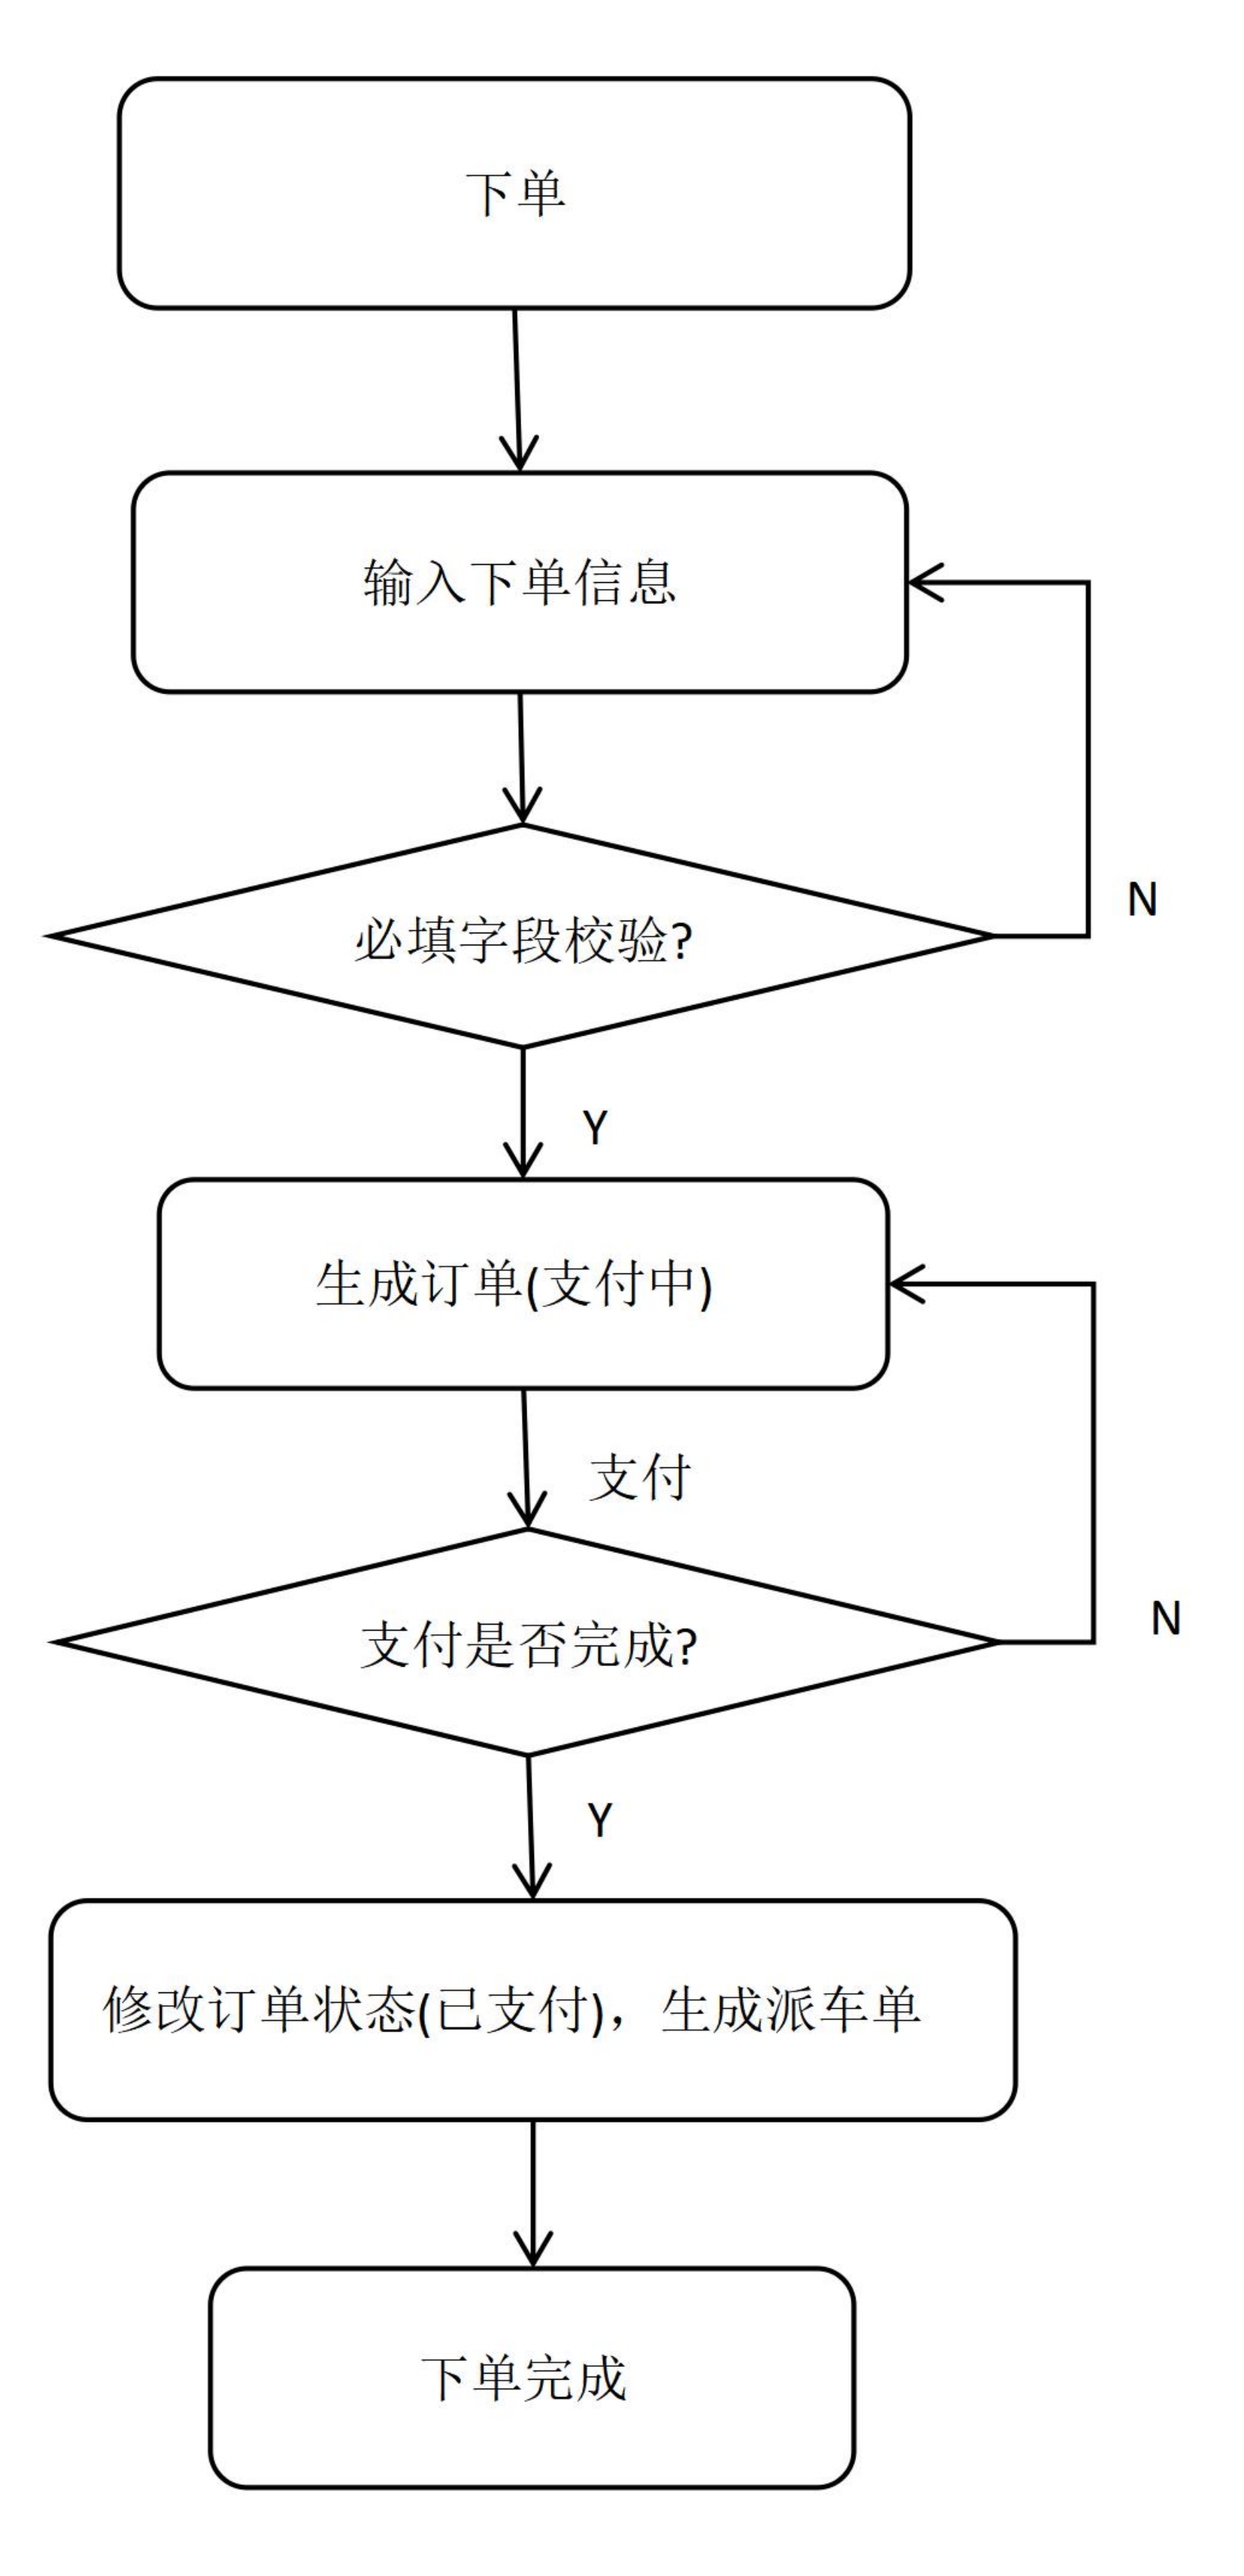 下单
输入下单信息
必填字段校验?
N
Y
生成订单(支付中)
支付
支付是否完成?
N
Y
修改订单状态(已支付)，生成派车单
下单完成